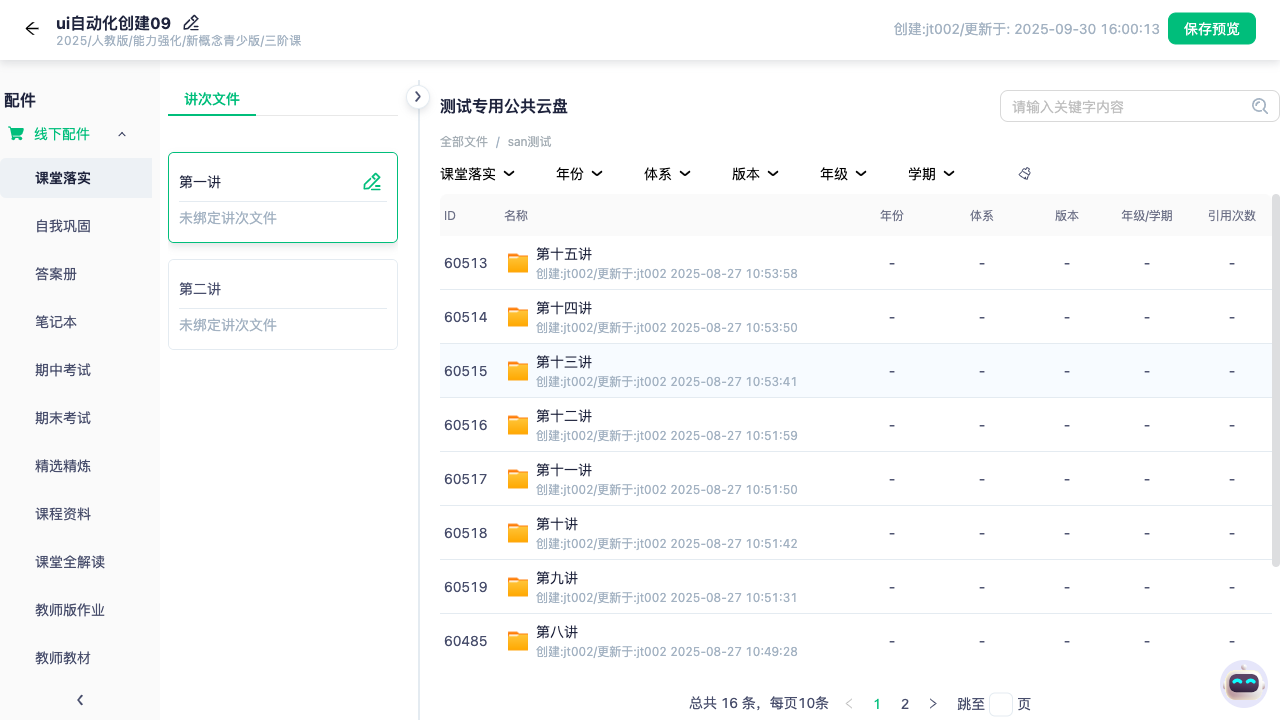 ui自动化创建09
2025/人教版/能力强化/新概念青少版/三阶课
创建:jt002/更新于: 2025-09-30 16:00:13
保存预览
配件
线下配件
课堂落实
自我巩固
答案册
笔记本
期中考试
期末考试
精选精炼
课程资料
课堂全解读
教师版作业
教师教材
讲次文件
第一讲
未绑定讲次文件
第二讲
未绑定讲次文件
测试专用公共云盘
请输入关键字内容
全部文件 / san测试
课堂落实 年份 体系 版本 年级 学期
ID 名称 年份 体系 版本 年级/学期 引用次数
60513 第十五讲 - - - - -
创建:jt002/更新于:jt002 2025-08-27 10:53:58
60514 第十四讲 - - - - -
创建:jt002/更新于:jt002 2025-08-27 10:53:50
60515 第十三讲 - - - - -
创建:jt002/更新于:jt002 2025-08-27 10:53:41
60516 第十二讲 - - - - -
创建:jt002/更新于:jt002 2025-08-27 10:51:59
60517 第十一讲 - - - - -
创建:jt002/更新于:jt002 2025-08-27 10:51:50
60518 第十讲 - - - - -
创建:jt002/更新于:jt002 2025-08-27 10:51:42
60519 第九讲 - - - - -
创建:jt002/更新于:jt002 2025-08-27 10:51:31
60485 第八讲 - - - - -
创建:jt002/更新于:jt002 2025-08-27 10:49:28
总共 16 条，每页10条 1 2 跳至 页